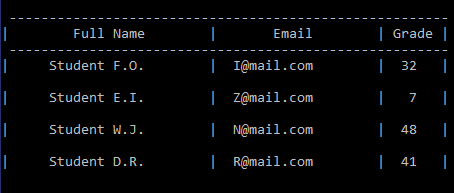 ---------------------------------------------------------
| Full Name | Email | Grade |
---------------------------------------------------------
| Student F.O. | I@mail.com | 32 |
| Student E.I. | Z@mail.com | 7 |
| Student W.J. | N@mail.com | 48 |
| Student D.R. | R@mail.com | 41 |